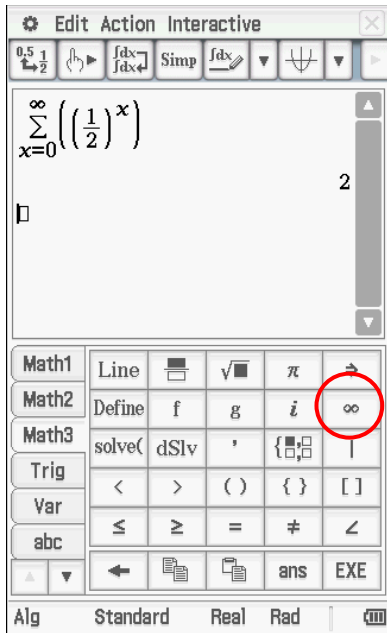 Edit Action Interactive
0.5 1/2 ∫dx ∫dx Simp ∫dx
∞
∑ ((1/2)^x)
x=0
2
Math1 Line √ π ⇒
Math2 Define f g i ∞
Math3 solve( dSlv ' { , |
Trig < > ( ) { } [ ]
Var ≤ ≥ = ≠ ∠
abc ans EXE
Alg Standard Real Rad